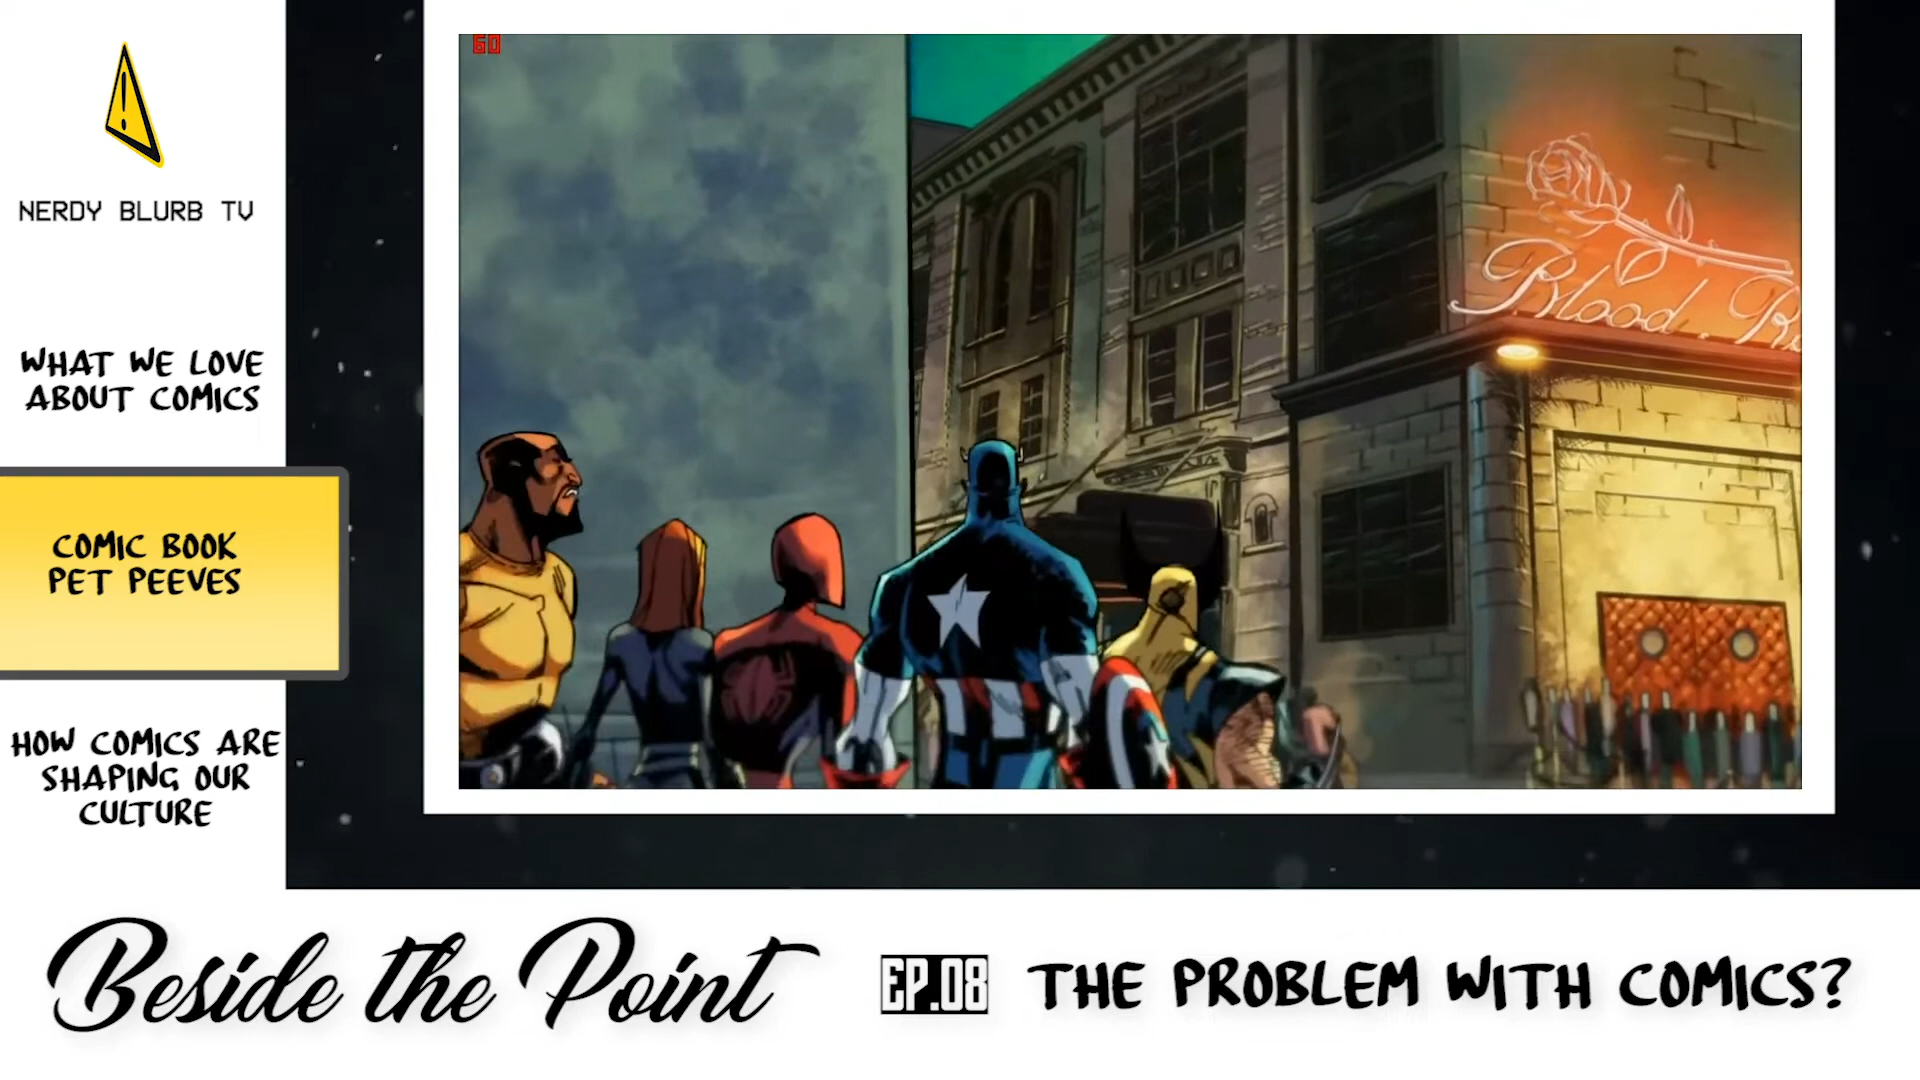 60
NERDY BLURB TV
WHAT WE LOVE
ABOUT COMICS
COMIC BOOK
PET PEEVES
HOW COMICS ARE
SHAPING OUR
CULTURE
Blood
Beside the Point
EP.08
THE PROBLEM WITH COMICS?